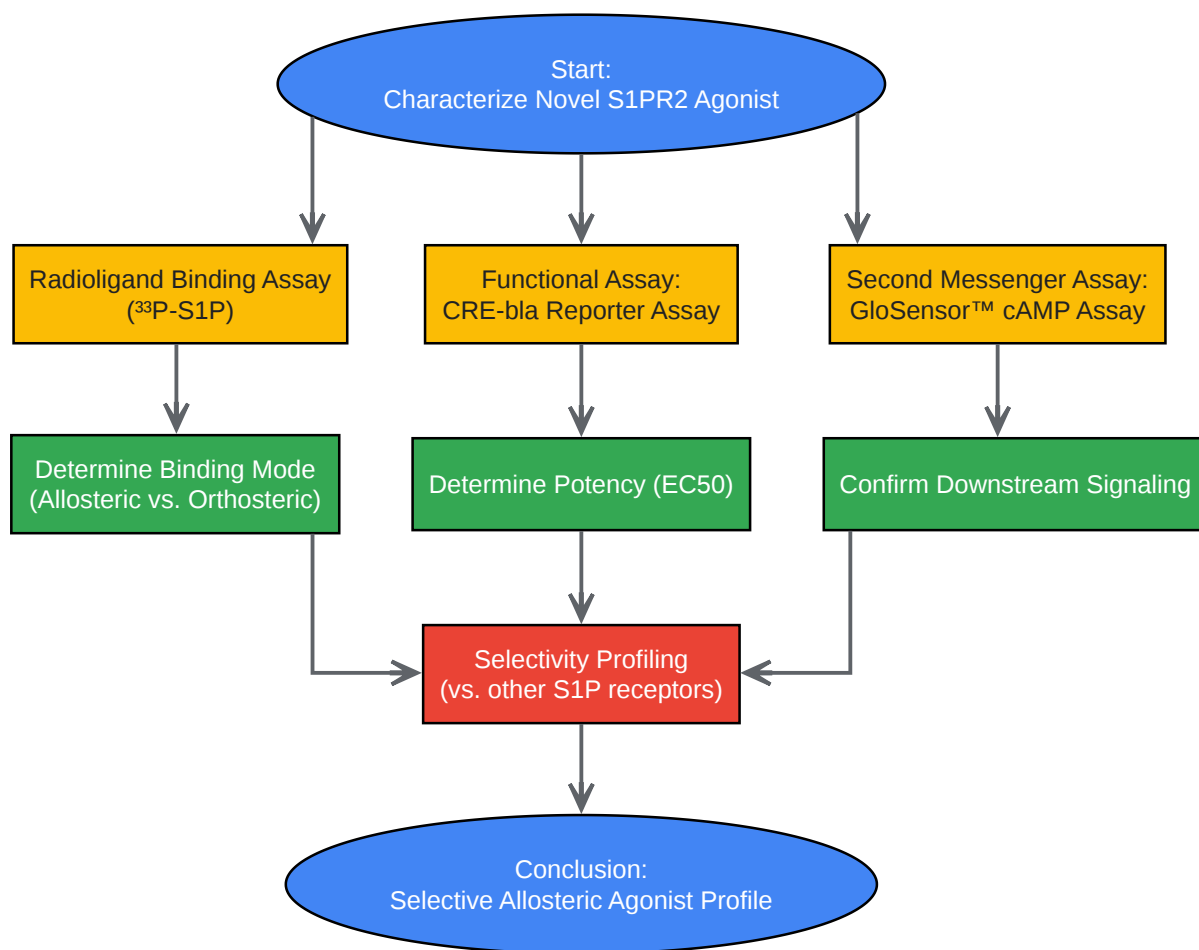 Start:
Characterize Novel S1PR2 Agonist
Radioligand Binding Assay
(³³P-S1P)
Functional Assay:
CRE-bla Reporter Assay
Second Messenger Assay:
GloSensor™ cAMP Assay
Determine Binding Mode
(Allosteric vs. Orthosteric)
Determine Potency (EC50)
Confirm Downstream Signaling
Selectivity Profiling
(vs. other S1P receptors)
Conclusion:
Selective Allosteric Agonist Profile